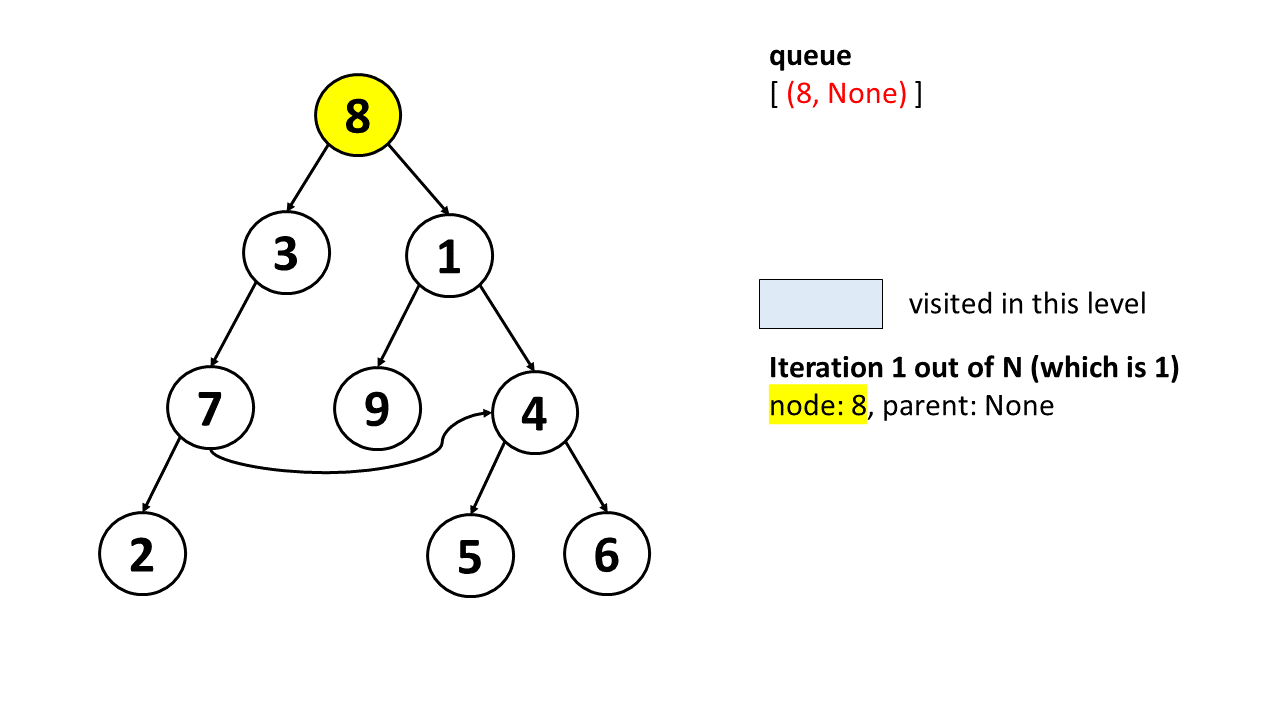 queue
[ (8, None) ]
8
3
1
visited in this level
7
9
4
Iteration 1 out of N (which is 1)
node: 8, parent: None
2
5
6